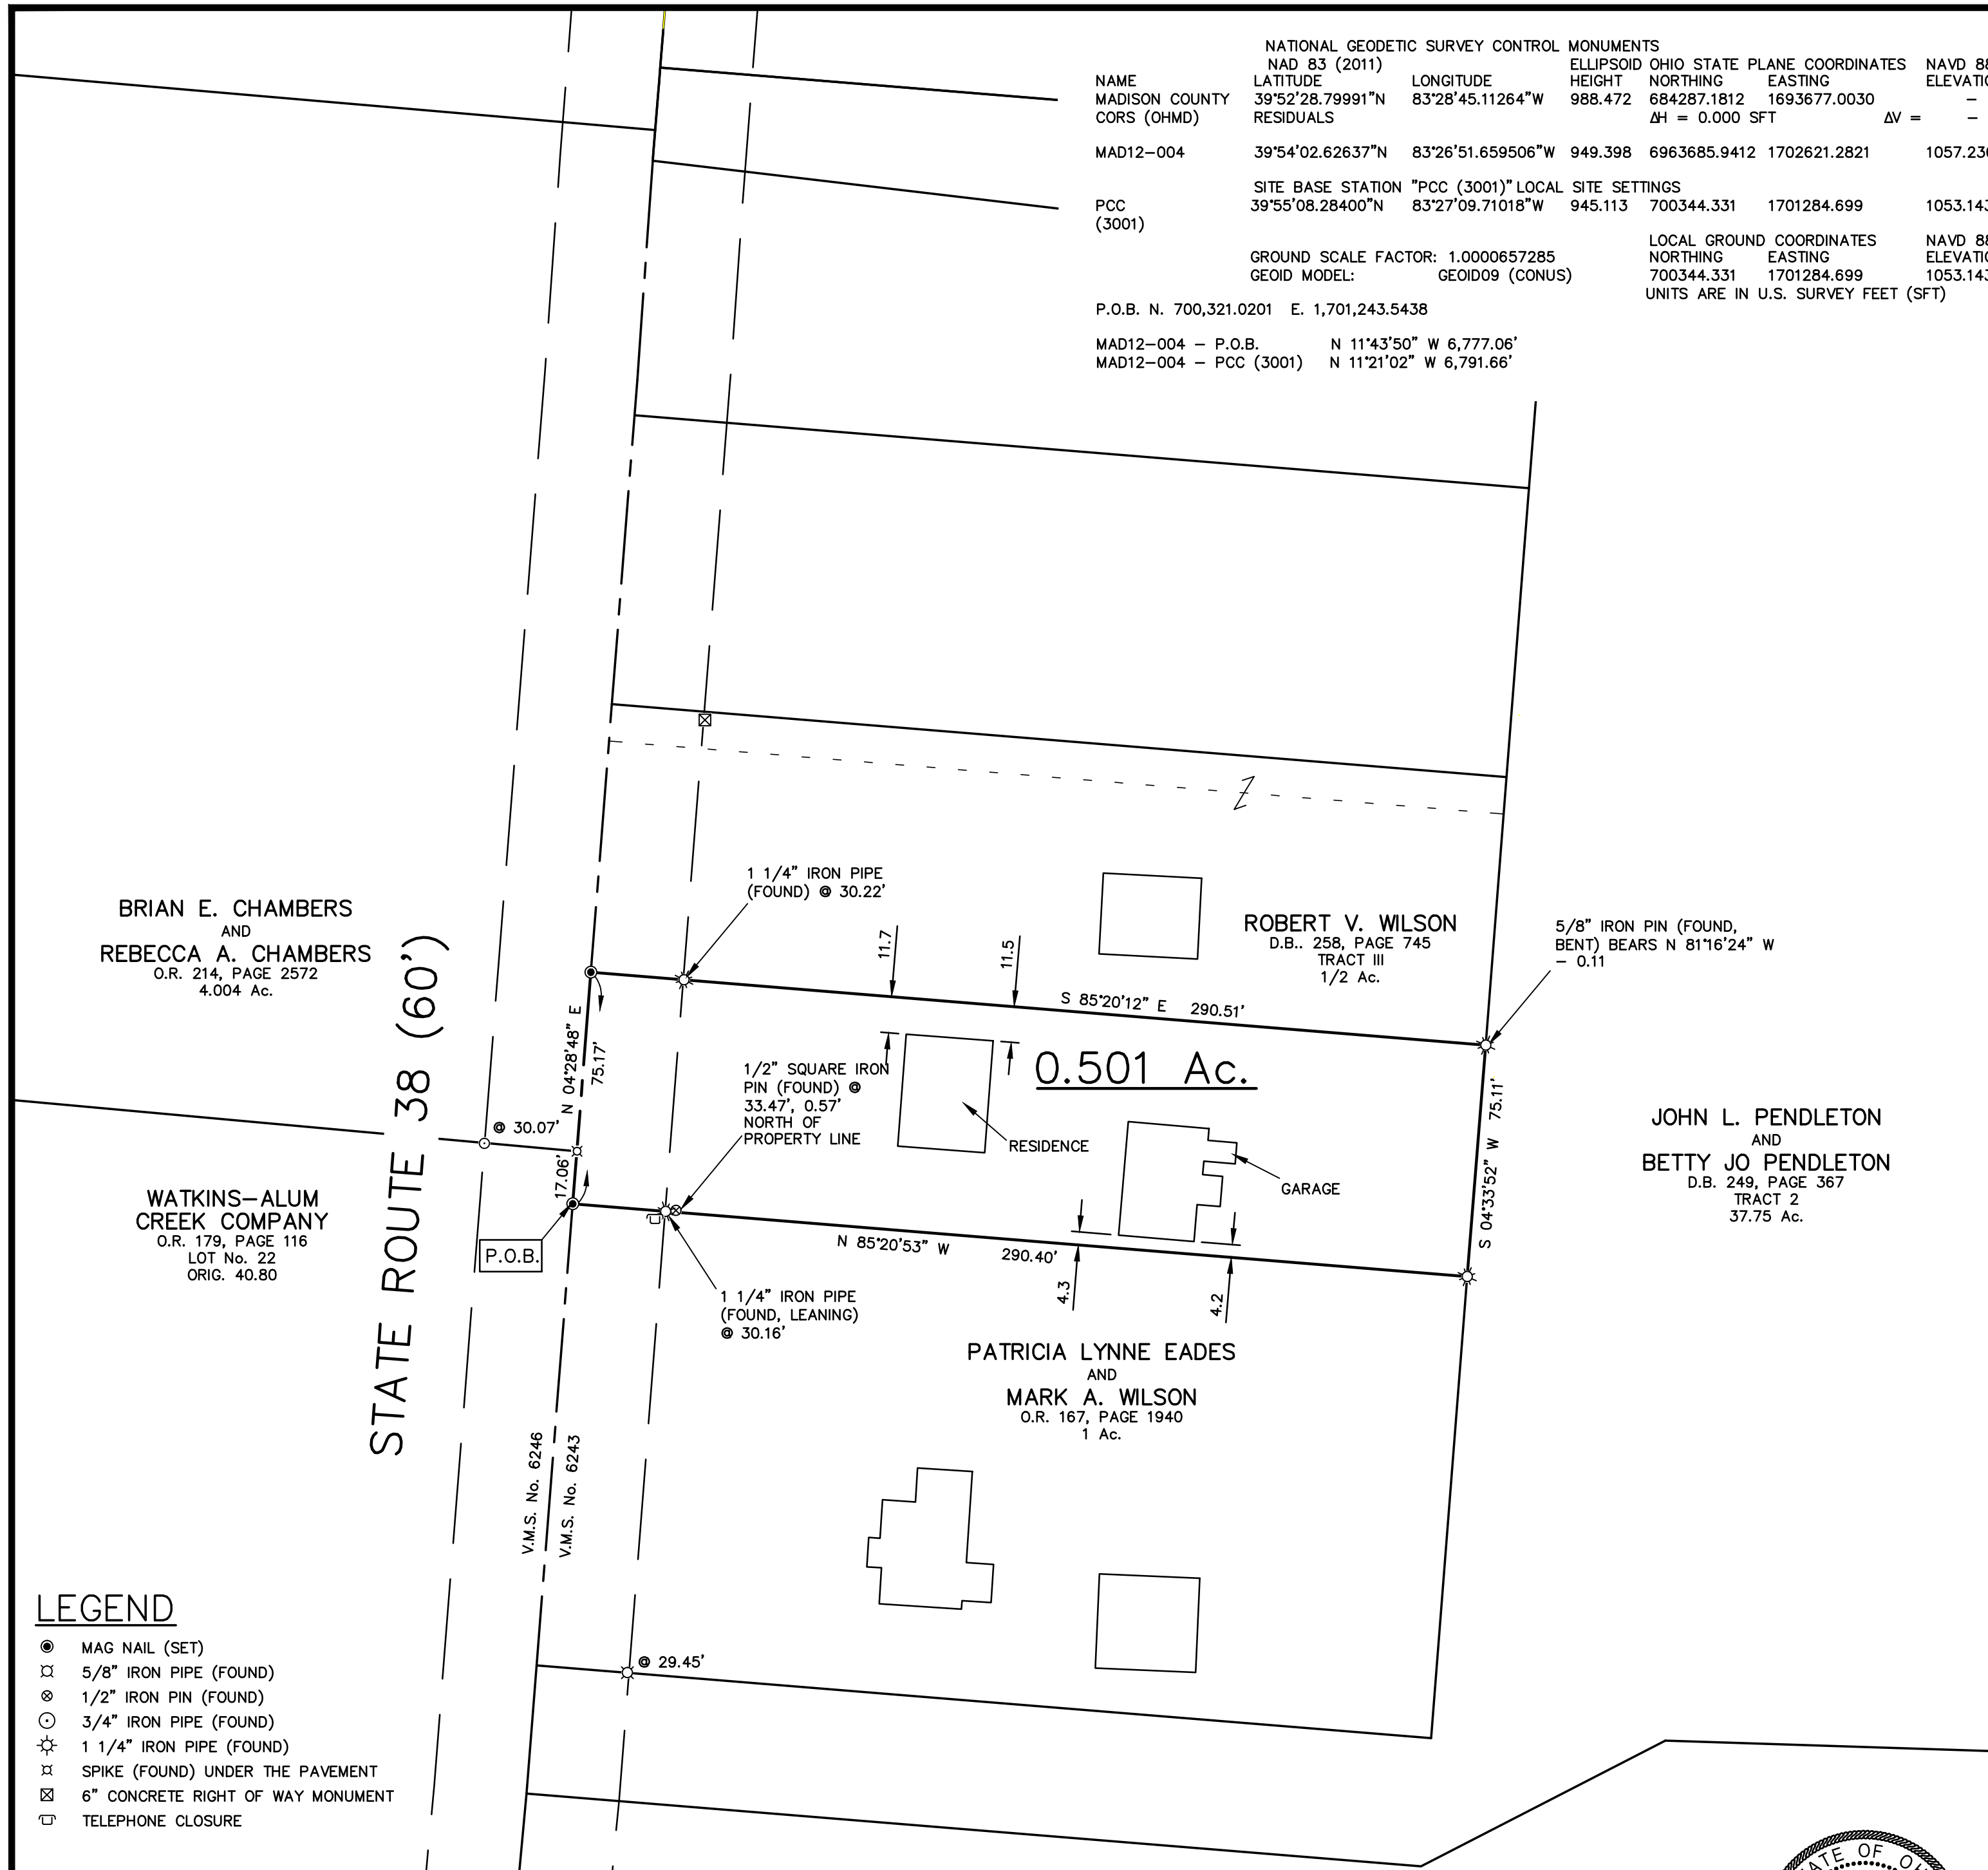 NATIONAL GEODETIC SURVEY CONTROL MONUMENTS
NAD 83 (2011) ELLIPSOID OHIO STATE PLANE COORDINATES NAVD 88
NAME LATITUDE LONGITUDE HEIGHT NORTHING EASTING
MADISON COUNTY 39°52'28.79991"N 83°28'45.11264"W 988.472 684287.1812 1693677.0030 –
CORS (OHMD) RESIDUALS ΔH = 0.000 SFT ΔV = –
MAD12–004 39°54'02.62637"N 83°26'51.659506"W 949.398 6963685.9412 1702621.2821
SITE BASE STATION "PCC (3001)" LOCAL SITE SETTINGS
PCC 39°55'08.28400"N 83°27'09.71018"W 945.113 700344.331 1701284.699
(3001)
LOCAL GROUND COORDINATES NAVD 88
GROUND SCALE FACTOR: 1.0000657285 NORTHING EASTING
GEOID MODEL: GEOID09 (CONUS) 700344.331 1701284.699
UNITS ARE IN U.S. SURVEY FEET (SFT)
P.O.B. N. 700,321.0201 E. 1,701,243.5438
MAD12–004 – P.O.B. N 11°43'50" W 6,777.06'
MAD12–004 – PCC (3001) N 11°21'02" W 6,791.66'
1 1/4" IRON PIPE
(FOUND) @ 30.22'
BRIAN E. CHAMBERS
AND
REBECCA A. CHAMBERS
O.R. 214, PAGE 2572
4.004 Ac.
11.7
11.5
ROBERT V. WILSON
D.B.. 258, PAGE 745
TRACT III
1/2 Ac.
5/8" IRON PIN (FOUND,
BENT) BEARS N 81°16'24" W
– 0.11
S 85°20'12" E 290.51'
N 04°28'48" E
75.17'
0.501 Ac.
1/2" SQUARE IRON
PIN (FOUND) @
33.47', 0.57'
NORTH OF
PROPERTY LINE
RESIDENCE
GARAGE
S 04°33'52" W 75.11'
JOHN L. PENDLETON
AND
BETTY JO PENDLETON
D.B. 249, PAGE 367
TRACT 2
37.75 Ac.
@ 30.07'
17.06'
STATE ROUTE 38 (60')
WATKINS–ALUM
CREEK COMPANY
O.R. 179, PAGE 116
LOT No. 22
ORIG. 40.80
P.O.B.
N 85°20'53" W 290.40'
4.3
4.2
1 1/4" IRON PIPE
(FOUND, LEANING)
@ 30.16'
PATRICIA LYNNE EADES
AND
MARK A. WILSON
O.R. 167, PAGE 1940
1 Ac.
V.M.S. No. 6246
V.M.S. No. 6243
@ 29.45'
LEGEND
MAG NAIL (SET)
5/8" IRON PIPE (FOUND)
1/2" IRON PIN (FOUND)
3/4" IRON PIPE (FOUND)
1 1/4" IRON PIPE (FOUND)
SPIKE (FOUND) UNDER THE PAVEMENT
6" CONCRETE RIGHT OF WAY MONUMENT
TELEPHONE CLOSURE
OF